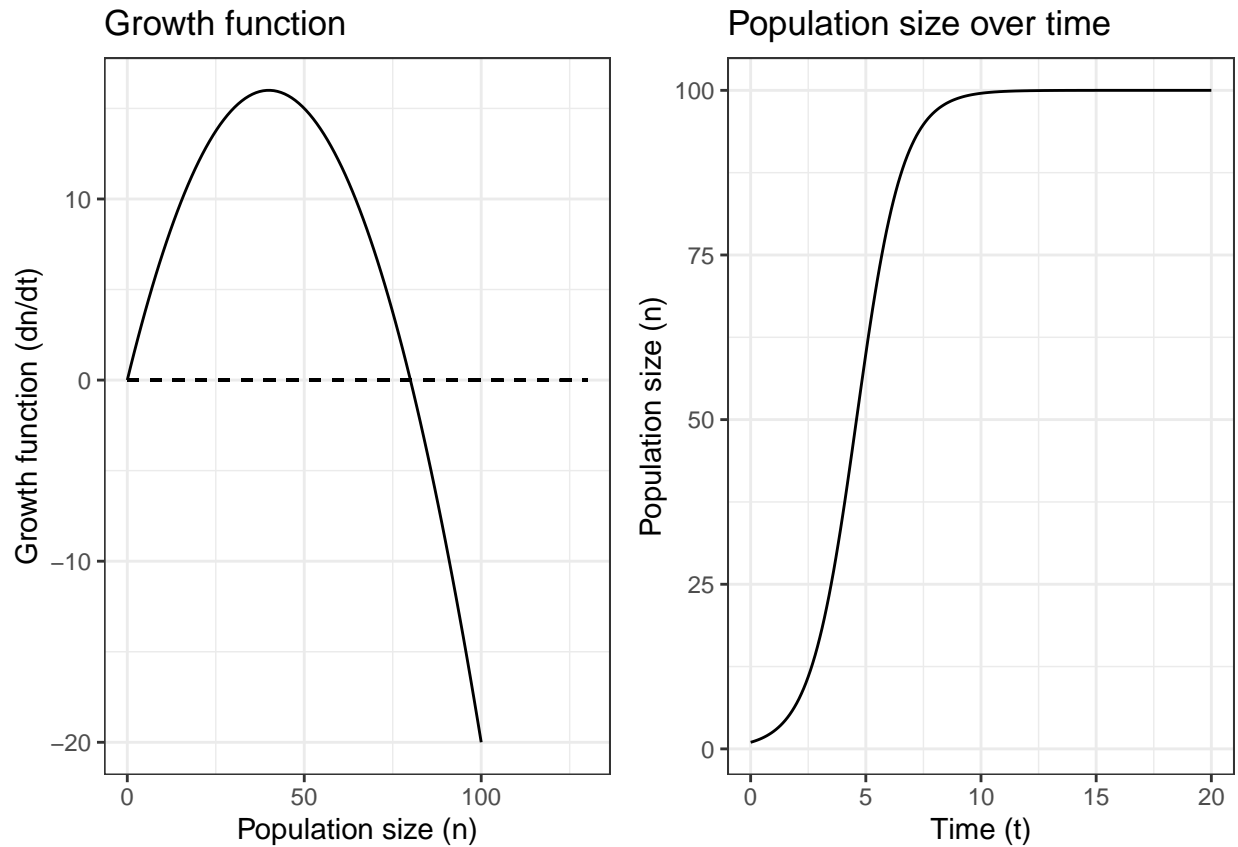 Growth function
Growth function (dn/dt)
10
0
−10
−20
0
50
100
Population size (n)
Population size over time
Population size (n)
100
75
50
25
0
0
5
10
15
20
Time (t)